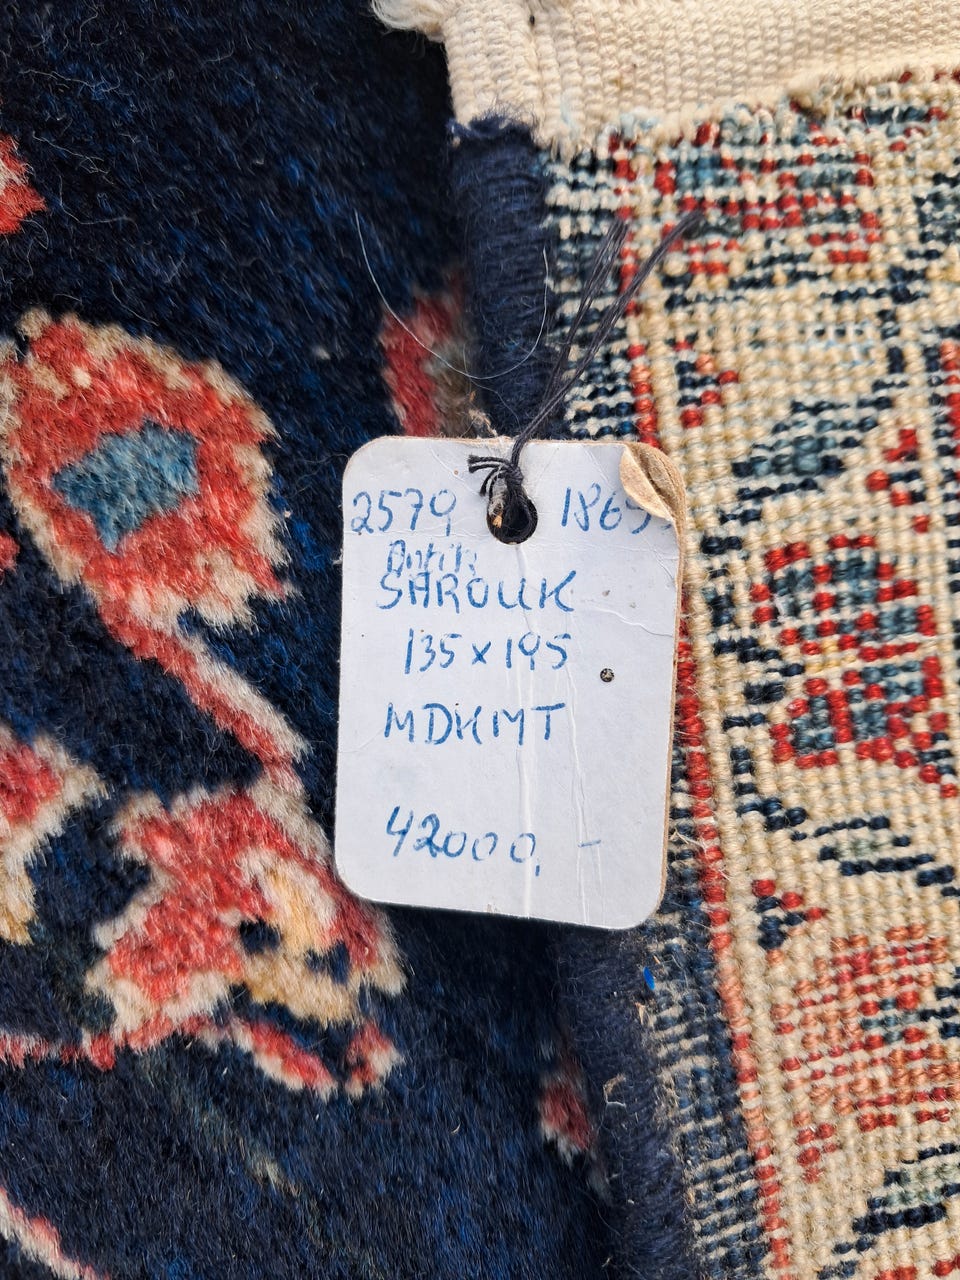 2579 1865
Antik
SAROUK
135 x 195
MDKMT
42000,-